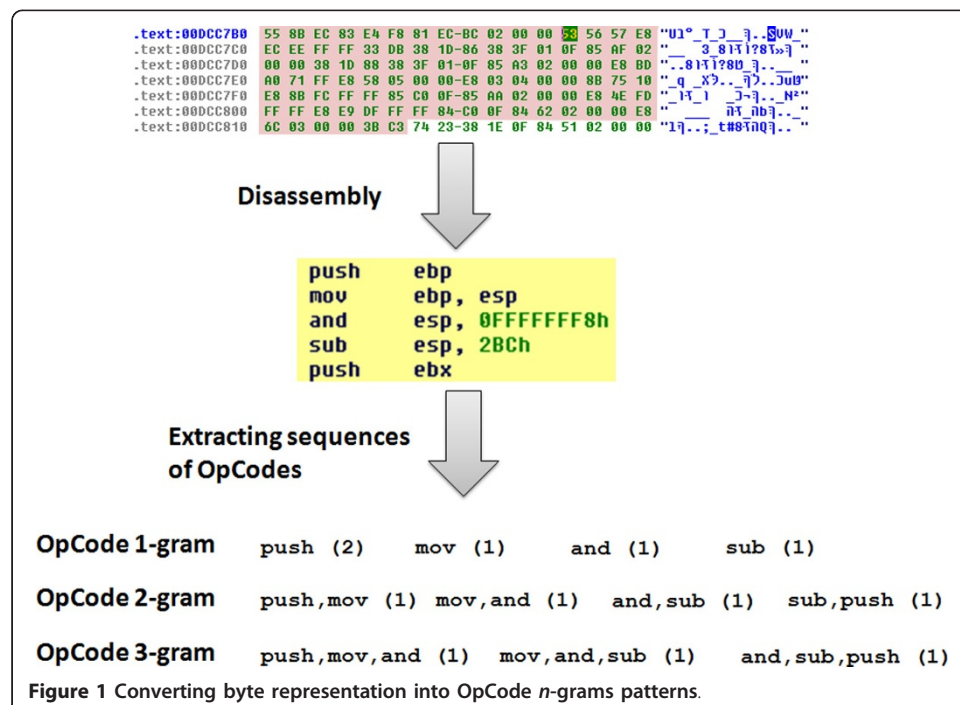 .text:00DCC7B0 55 8B EC 83 E4 F8 81 EC-BC 02 00 00 53 56 57 E8
.text:00DCC7C0 EC EE FF FF 33 DB 38 1D-86 38 3F 01 0F 85 AF 02
.text:00DCC7D0 00 00 38 1D 88 38 3F 01-0F 85 A3 02 00 00 E8 BD
.text:00DCC7E0 A0 71 FF E8 58 05 00 00-E8 03 04 00 00 8B 75 10
.text:00DCC7F0 E8 8B FC FF FF 85 C0 0F-85 AA 02 00 00 E8 4E FD
.text:00DCC800 FF FF E8 E9 DF FF FF 84-C0 0F 84 62 02 00 00 E8
.text:00DCC810 6C 03 00 00 3B C3 74 23-38 1E 0F 84 51 02 00 00
Disassembly
push ebp
mov ebp, esp
and esp, 0FFFFFFF8h
sub esp, 2BCh
push ebx
Extracting sequences
of OpCodes
OpCode 1-gram push (2) mov (1) and (1) sub (1)
OpCode 2-gram push,mov (1) mov,and (1) and,sub (1) sub,push (1)
OpCode 3-gram push,mov,and (1) mov,and,sub (1) and,sub,push (1)
Figure 1 Converting byte representation into OpCode n-grams patterns.